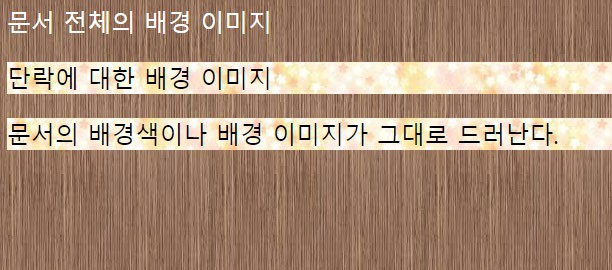 문서 전체의 배경 이미지
단락에 대한 배경 이미지
문서의 배경색이나 배경 이미지가 그대로 드러난다.